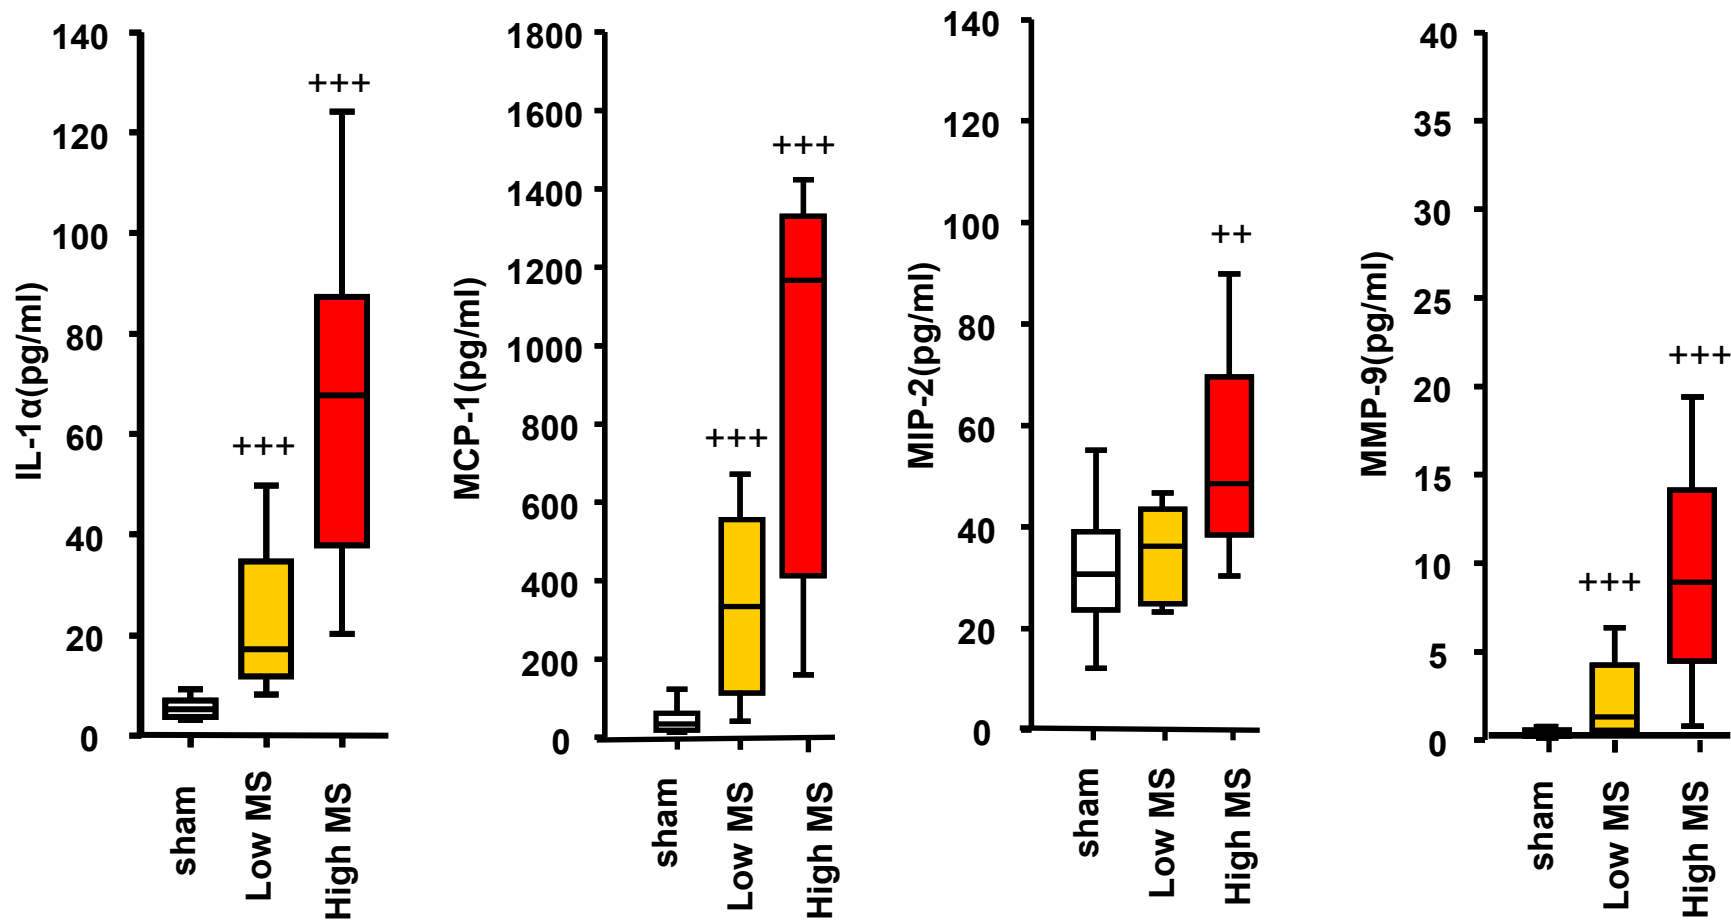 IL-1α(pg/ml)
140
120
100
80
60
40
20
0
+++
+++
sham
Low MS
High MS
MCP-1(pg/ml)
1800
1600
1400
1200
1000
800
600
400
200
0
+++
+++
sham
Low MS
High MS
MIP-2(pg/ml)
140
120
100
80
60
40
20
0
++
sham
Low MS
High MS
MMP-9(pg/ml)
40
35
30
25
20
15
10
5
0
+++
+++
sham
Low MS
High MS